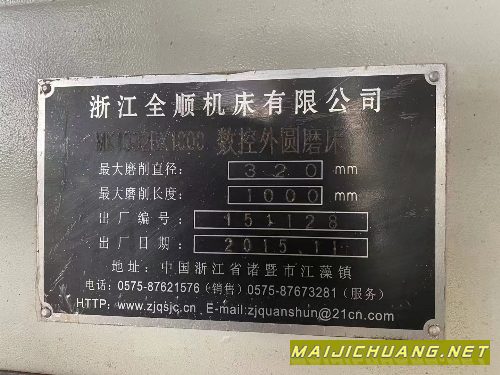 浙江全顺机床有限公司
数控外圆磨床
最大磨削直径: 320 mm
最大磨削长度: 1000 mm
出厂编号: 151128
出厂日期: 2015.11
地址: 中国浙江省诸暨市江藻镇
电话: 0575-87621576 (销售) 0575-87673281 (服务)
HTTP: www.zjqsjc.cn E-mail:zjquanshun@21cn.com
MAIJICHUANG.NET